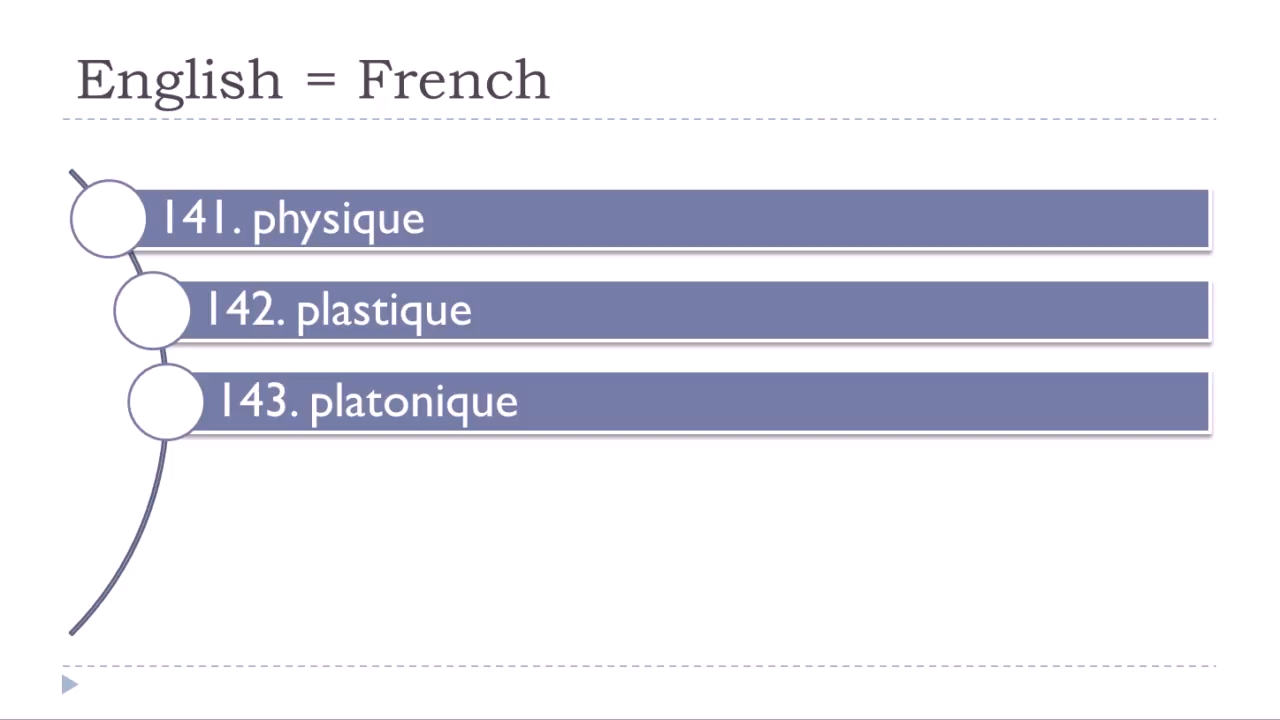 English = French
141. physique
142. plastique
143. platonique